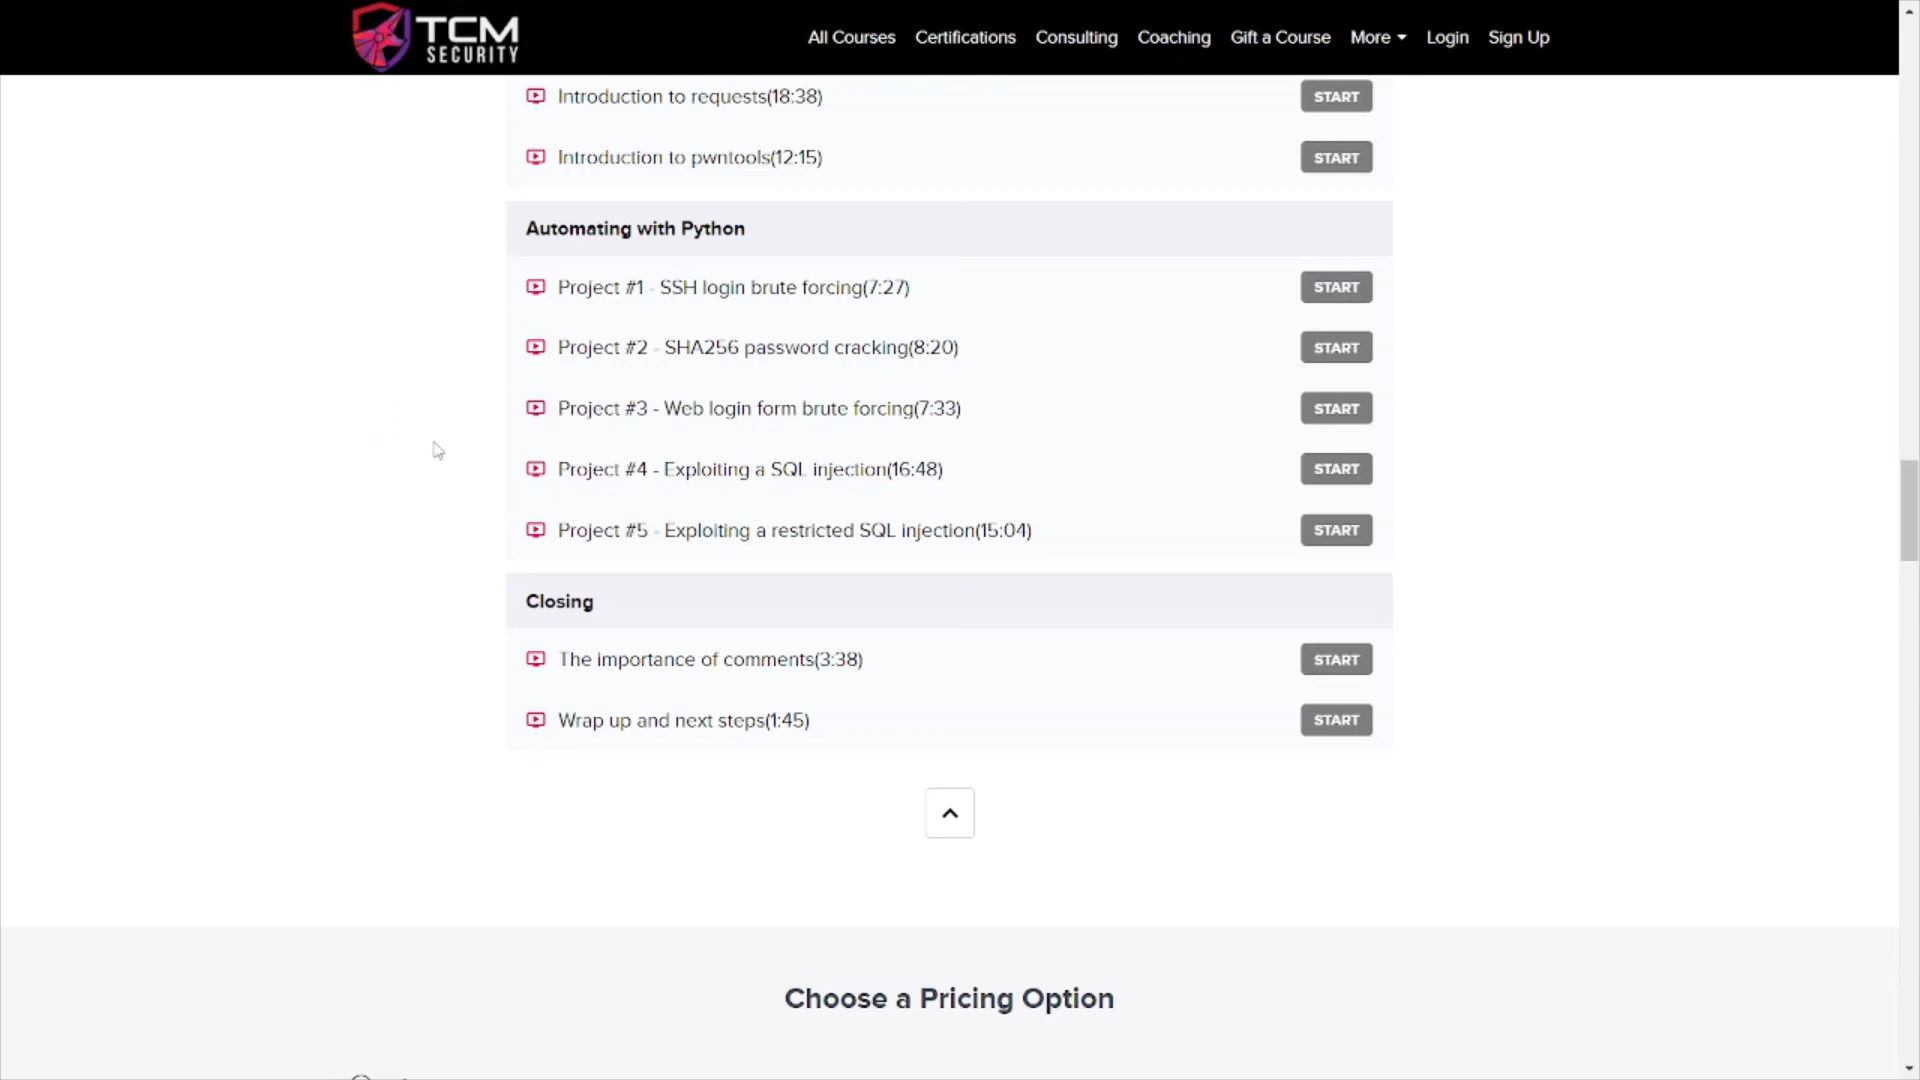 TCM
SECURITY
All Courses Certifications Consulting Coaching Gift a Course More Login Sign Up
Introduction to requests(18:38) START
Introduction to pwntools(12:15) START
Automating with Python
Project #1 - SSH login brute forcing(7:27) START
Project #2 - SHA256 password cracking(8:20) START
Project #3 - Web login form brute forcing(7:33) START
Project #4 - Exploiting a SQL injection(16:48) START
Project #5 - Exploiting a restricted SQL injection(15:04) START
Closing
The importance of comments(3:38) START
Wrap up and next steps(1:45) START
Choose a Pricing Option